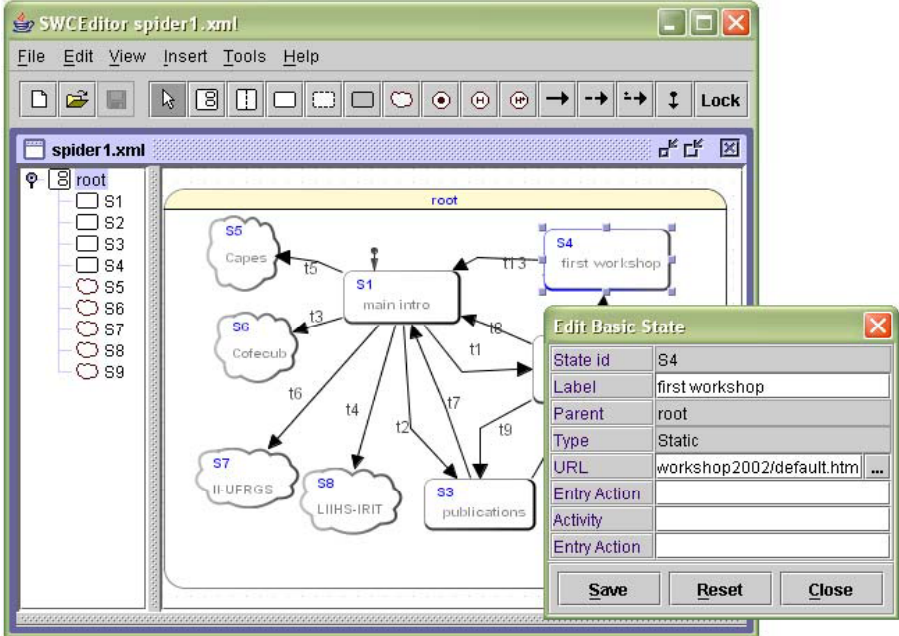 SWCEditor spider1.xml
File Edit View Insert Tools Help
H H* Lock
spider1.xml
root
S1
S2
S3
S4
S5
S6
S7
S8
S9
root
S5
Capes
t5
S1
main intro
t13
S4
first workshop
S6
Cofecub
t3
t8
t1
t6
t4
t2
t7
t9
S7
II-UFRGS
S8
LIIHS-IRIT
S3
publications
Edit Basic State
State id S4
Label first workshop
Parent root
Type Static
URL workshop2002/default.htm ...
Entry Action
Activity
Entry Action
Save Reset Close